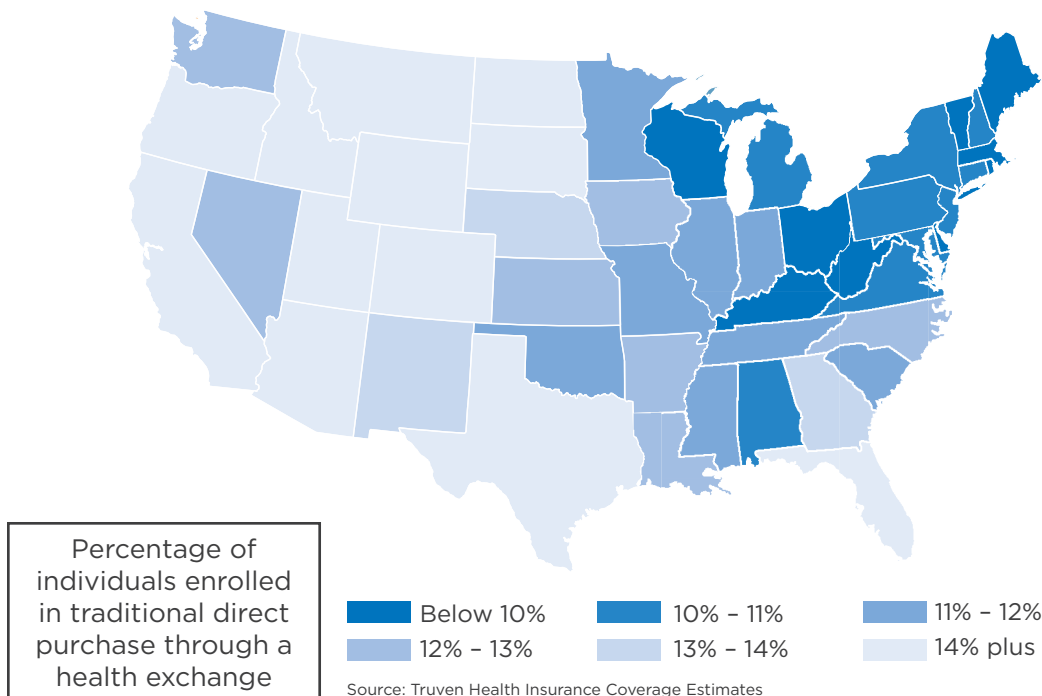 Percentage of
individuals enrolled
in traditional direct
purchase through a
health exchange
Below 10%
10% – 11%
11% – 12%
12% – 13%
13% – 14%
14% plus
Source: Truven Health Insurance Coverage Estimates